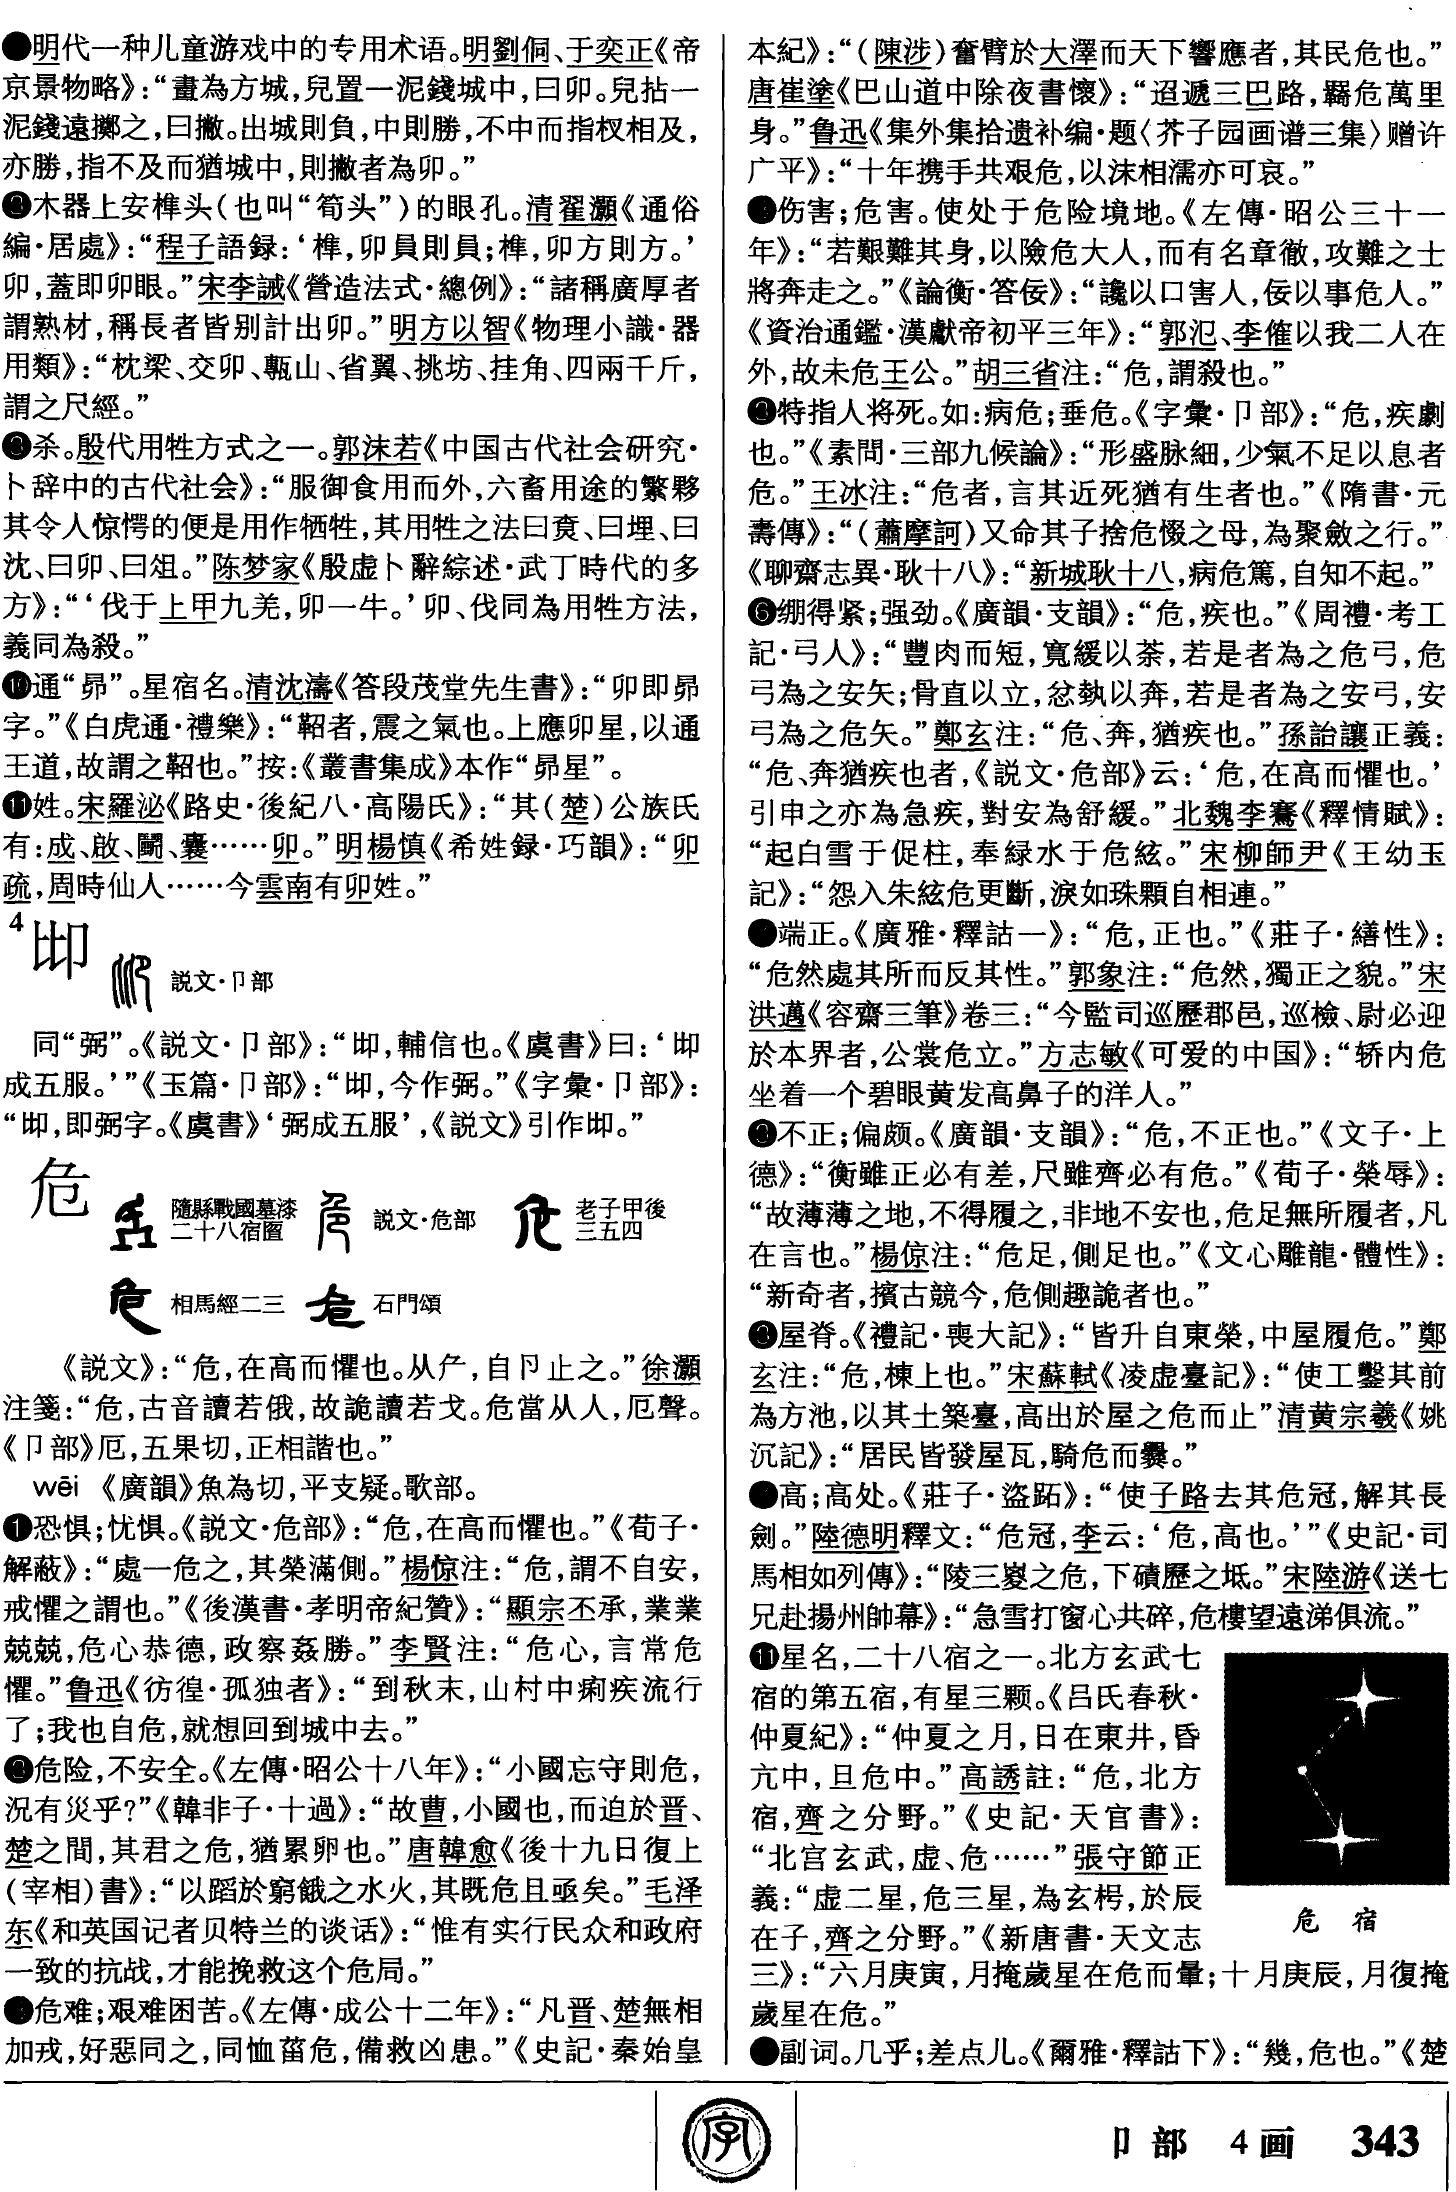 明代一种儿童游戏中的专用术语。明劉侗、于奕正《帝
京景物略》：“畫為方城，兒置一泥錢城中，曰卯。兒拈一
泥錢遠擲之，曰撇。出城則負，中則勝，不中而指杈相及，
亦勝，指不及而猶城中，則撇者為卯。”
木器上安榫头（也叫“筍头”）的眼孔。清翟灝《通俗
編·居處》：“程子語録：‘榫，卯員則員；榫，卯方則方。’
卯，蓋即卯眼。”宋李誡《營造法式·總例》：“諸稱廣厚者
謂熟材，稱長者皆别計出卯。”明方以智《物理小識·器
用類》：“枕梁、交卯、甎山、省翼、挑坊、挂角、四兩千斤，
謂之尺經。”
杀。殷代用牲方式之一。郭沫若《中国古代社会研究·
卜辞中的古代社会》：“服御食用而外，六畜用途的繁夥
其令人惊愕的便是用作牺牲，其用牲之法曰寮、曰埋、曰
沈、曰卯、曰俎。”陈梦家《殷虚卜辭綜述·武丁時代的多
方》：“‘伐于上甲九羌，卯一牛。’卯、伐同為用牲方法，
義同為殺。”
⑩通“昴”。星宿名。清沈濤《答段茂堂先生書》：“卯即昴
字。”《白虎通·禮樂》：“鞀者，震之氣也。上應卯星，以通
王道，故謂之鞀也。”按：《叢書集成》本作“昴星”。
⑪姓。宋羅泌《路史·後紀八·高陽氏》：“其（楚）公族氏
有：成、啟、鬭、囊……卯。”明楊慎《希姓録·巧韻》：“卯
疏，周時仙人……今雲南有卯姓。”
4
㔳 説文·卩部
同“弼”。《説文·卩部》：“㔳，輔信也。《虞書》曰：‘㔳
成五服。’”《玉篇·卩部》：“㔳，今作弼。”《字彙·卩部》：
“㔳，即弼字。《虞書》‘弼成五服’，《説文》引作㔳。”
危 隨縣戰國墓漆二十八宿匫 説文·危部 老子甲後三五四
相馬經二三 石門頌
《説文》：“危，在高而懼也。从厃，自卪止之。”徐灝
注箋：“危，古音讀若俄，故詭讀若戈。危當从人，厄聲。
《卩部》厄，五果切，正相諧也。”
wēi 《廣韻》魚為切，平支疑。歌部。
❶恐惧；忧惧。《説文·危部》：“危，在高而懼也。”《荀子·
解蔽》：“處一危之，其榮滿側。”楊倞注：“危，謂不自安，
戒懼之謂也。”《後漢書·孝明帝紀贊》：“顯宗丕承，業業
兢兢，危心恭德，政察姦勝。”李賢注：“危心，言常危
懼。”鲁迅《彷徨·孤独者》：“到秋末，山村中痢疾流行
了；我也自危，就想回到城中去。”
❷危险，不安全。《左傳·昭公十八年》：“小國忘守則危，
況有災乎？”《韓非子·十過》：“故曹，小國也，而迫於晋、
楚之間，其君之危，猶累卵也。”唐韓愈《後十九日復上
（宰相）書》：“以蹈於窮餓之水火，其既危且亟矣。”毛泽
东《和英国记者贝特兰的谈话》：“惟有实行民众和政府
一致的抗战，才能挽救这个危局。”
危难；艰难困苦。《左傳·成公十二年》：“凡晋、楚無相
加戎，好惡同之，同恤菑危，備救凶患。”《史記·秦始皇
本紀》：“（陳涉）奮臂於大澤而天下響應者，其民危也。”
唐崔塗《巴山道中除夜書懷》：“迢遞三巴路，羇危萬里
身。”鲁迅《集外集拾遗补编·题〈芥子园画谱三集〉赠许
广平》：“十年携手共艰危，以沫相濡亦可哀。”
伤害；危害。使处于危险境地。《左傳·昭公三十一
年》：“若艱難其身，以險危大人，而有名章徹，攻難之士
將奔走之。”《論衡·答佞》：“讒以口害人，佞以事危人。”
《資治通鑑·漢獻帝初平三年》：“郭氾、李傕以我二人在
外，故未危王公。”胡三省注：“危，謂殺也。”
特指人将死。如：病危；垂危。《字彙·卩部》：“危，疾劇
也。”《素問·三部九候論》：“形盛脉細，少氣不足以息者
危。”王冰注：“危者，言其近死猶有生者也。”《隋書·元
壽傳》：“（蕭摩訶）又命其子捨危惙之母，為聚斂之行。”
《聊齋志異·耿十八》：“新城耿十八，病危篤，自知不起。”
❻绷得紧；强劲。《廣韻·支韻》：“危，疾也。”《周禮·考工
記·弓人》：“豐肉而短，寬緩以荼，若是者為之危弓，危
弓為之安矢；骨直以立，忿埶以奔，若是者為之安弓，安
弓為之危矢。”鄭玄注：“危、奔，猶疾也。”孫詒讓正義：
“危、奔猶疾也者，《説文·危部》云：‘危，在高而懼也。’
引申之亦為急疾，對安為舒緩。”北魏李騫《釋情賦》：
“起白雪于促柱，奉緑水于危絃。”宋柳師尹《王幼玉
記》：“怨入朱絃危更斷，淚如珠顆自相連。”
端正。《廣雅·釋詁一》：“危，正也。”《莊子·繕性》：
“危然處其所而反其性。”郭象注：“危然，獨正之貌。”宋
洪邁《容齋三筆》卷三：“今監司巡歷郡邑，巡檢、尉必迎
於本界者，公裳危立。”方志敏《可爱的中国》：“轿内危
坐着一个碧眼黄发高鼻子的洋人。”
不正；偏颇。《廣韻·支韻》：“危，不正也。”《文子·上
德》：“衡雖正必有差，尺雖齊必有危。”《荀子·榮辱》：
“故薄薄之地，不得履之，非地不安也，危足無所履者，凡
在言也。”楊倞注：“危足，側足也。”《文心雕龍·體性》：
“新奇者，擯古競今，危側趣詭者也。”
屋脊。《禮記·喪大記》：“皆升自東榮，中屋履危。”鄭
玄注：“危，棟上也。”宋蘇軾《凌虚臺記》：“使工鑿其前
為方池，以其土築臺，高出於屋之危而止”清黄宗羲《姚
沉記》：“居民皆發屋瓦，騎危而爨。”
高；高处。《莊子·盜跖》：“使子路去其危冠，解其長
劍。”陸德明釋文：“危冠，李云：‘危，高也。’”《史記·司
馬相如列傳》：“陵三嵏之危，下磧歷之坻。”宋陸游《送七
兄赴揚州帥幕》：“急雪打窗心共碎，危樓望遠涕俱流。”
⑪星名，二十八宿之一。北方玄武七
宿的第五宿，有星三颗。《吕氏春秋·
仲夏紀》：“仲夏之月，日在東井，昏
亢中，旦危中。”高誘註：“危，北方
宿，齊之分野。”《史記·天官書》：
“北宫玄武，虚、危……”張守節正
義：“虚二星，危三星，為玄枵，於辰
在子，齊之分野。”《新唐書·天文志
三》：“六月庚寅，月掩歲星在危而暈；十月庚辰，月復掩
歲星在危。”
危 宿
副词。几乎；差点儿。《爾雅·釋詁下》：“幾，危也。”《楚
字
卩部 4画 343